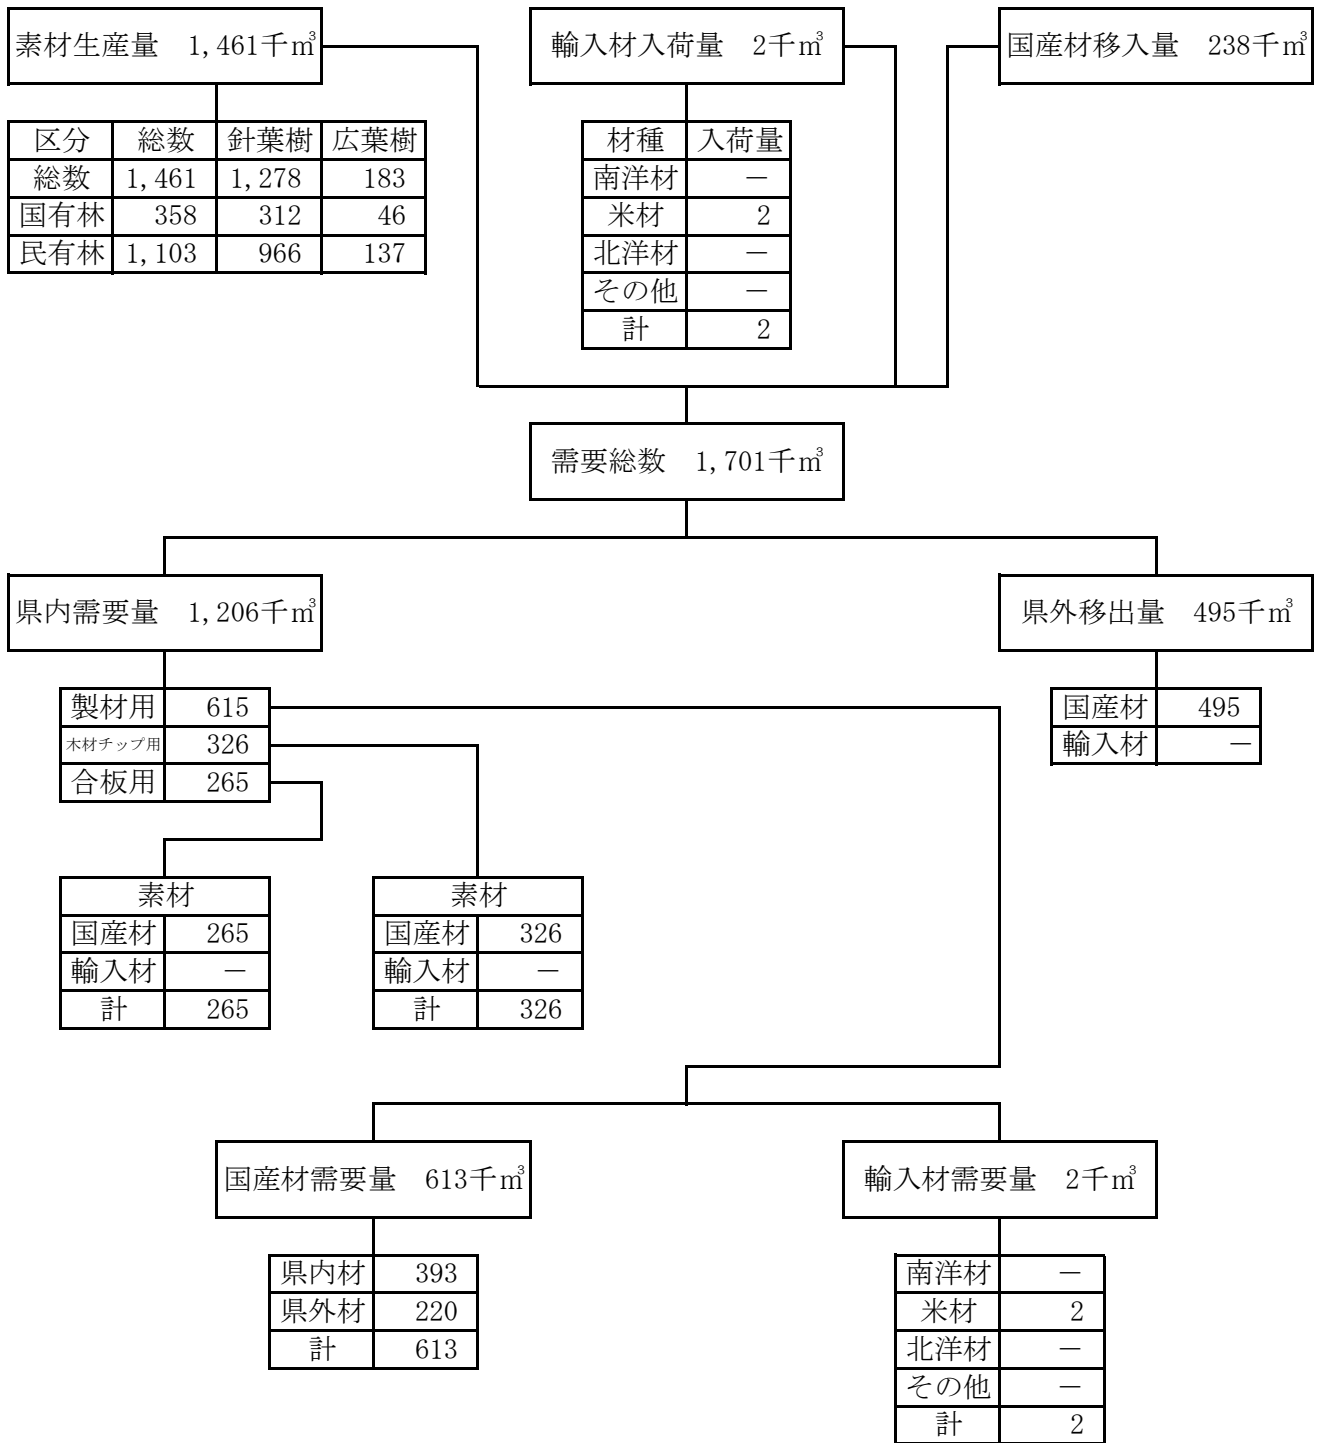 素材生産量　1,461千㎥
輸入材入荷量　2千㎥
国産材移入量　238千㎥
区分 総数 針葉樹 広葉樹
総数 1,461 1,278 183
国有林 358 312 46
民有林 1,103 966 137
材種 入荷量
南洋材 －
米材 2
北洋材 －
その他 －
計 2
需要総数　1,701千㎥
県内需要量　1,206千㎥
県外移出量　495千㎥
製材用 615
木材チップ用 326
合板用 265
国産材 495
輸入材 －
素材
国産材 265
輸入材 －
計 265
素材
国産材 326
輸入材 －
計 326
国産材需要量　613千㎥
輸入材需要量　2千㎥
県内材 393
県外材 220
計 613
南洋材 －
米材 2
北洋材 －
その他 －
計 2